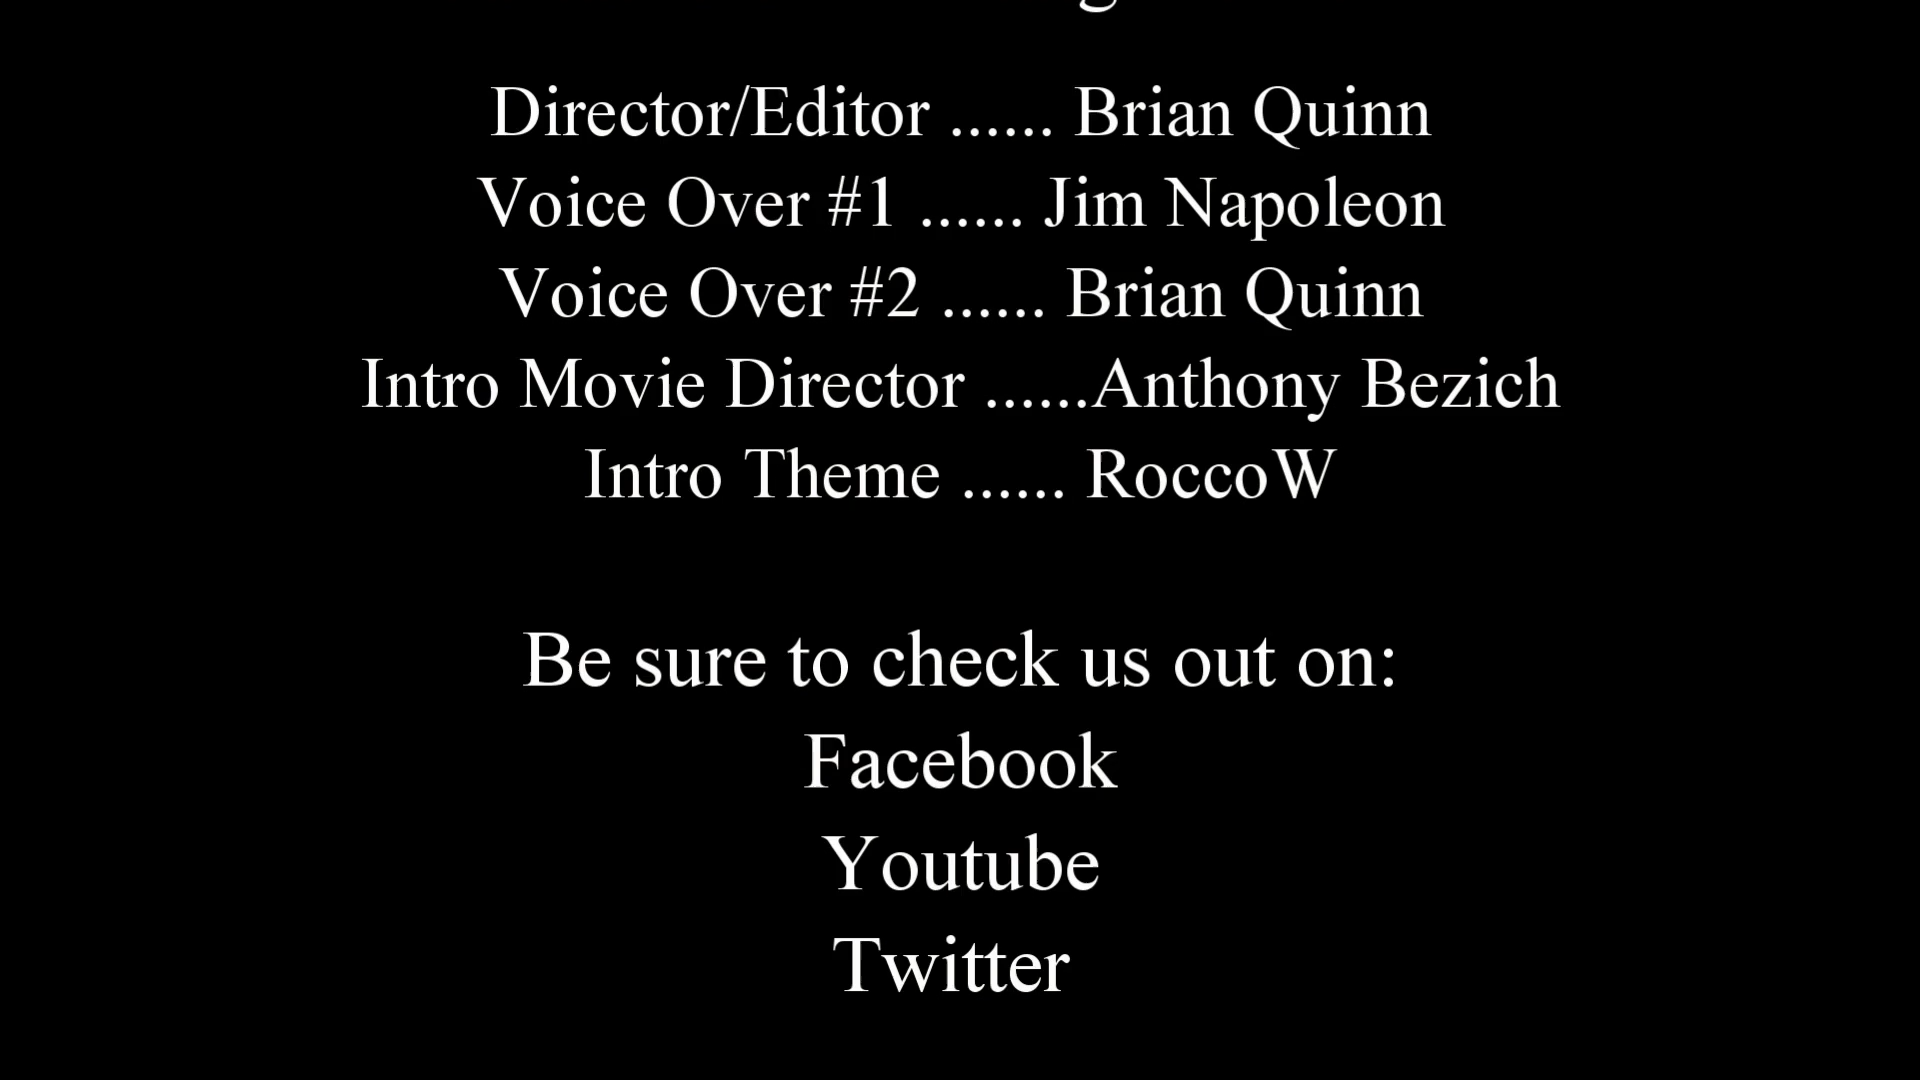 Director/Editor ...... Brian Quinn
Voice Over #1 ...... Jim Napoleon
Voice Over #2 ...... Brian Quinn
Intro Movie Director ......Anthony Bezich
Intro Theme ...... RoccoW
Be sure to check us out on:
Facebook
Youtube
Twitter